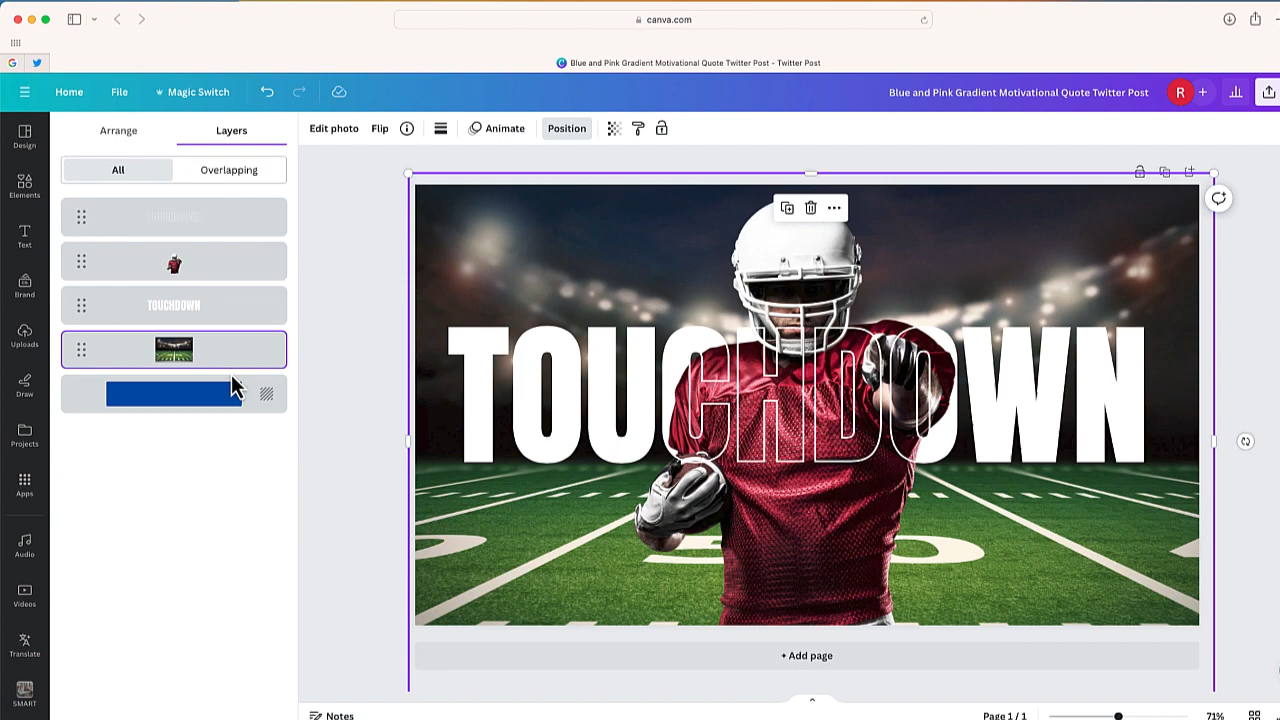 canva.com
Blue and Pink Gradient Motivational Quote Twitter Post - Twitter Post
Home
File
Magic Switch
Blue and Pink Gradient Motivational Quote Twitter Post
R
Design
Elements
Text
Brand
Uploads
Draw
Projects
Apps
Audio
Videos
Translate
SMART
Arrange
Layers
All
Overlapping
TOUCHDOWN
TOUCHDOWN
Edit photo
Flip
Animate
Position
TOUCHDOWN
+ Add page
Notes
Page 1 / 1
71%